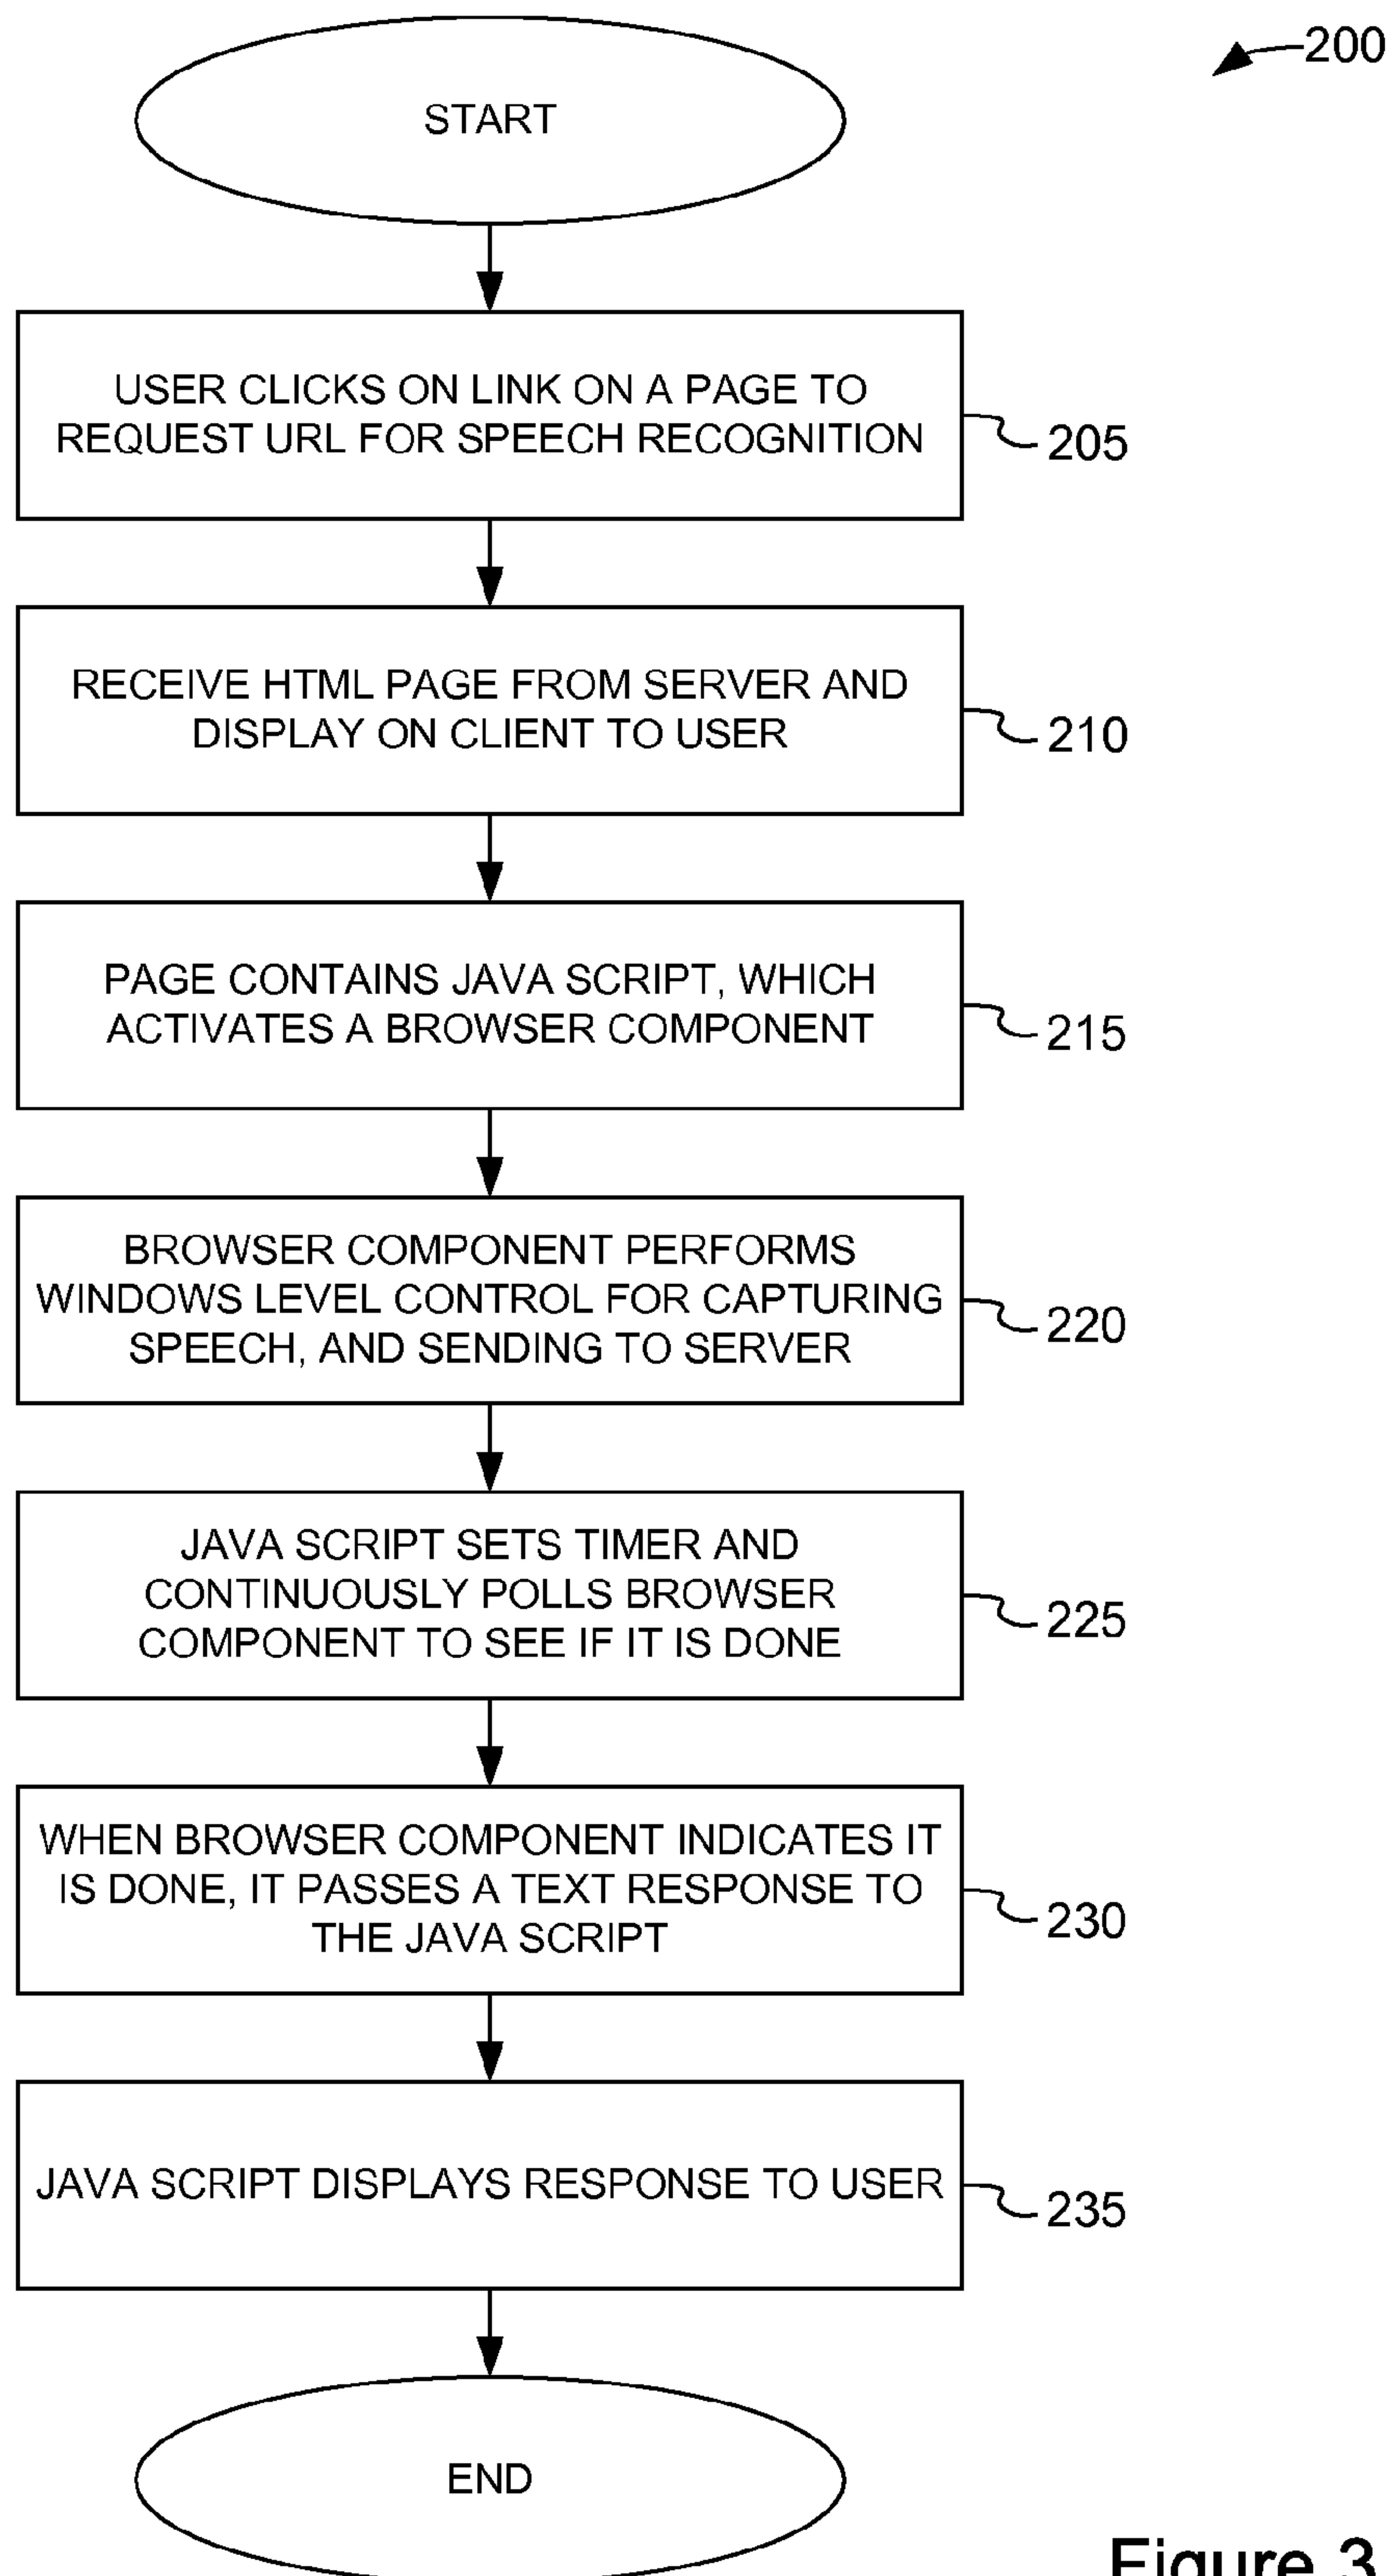 200
START
USER CLICKS ON LINK ON A PAGE TO
REQUEST URL FOR SPEECH RECOGNITION
205
RECEIVE HTML PAGE FROM SERVER AND
DISPLAY ON CLIENT TO USER
210
PAGE CONTAINS JAVA SCRIPT, WHICH
ACTIVATES A BROWSER COMPONENT
215
BROWSER COMPONENT PERFORMS
WINDOWS LEVEL CONTROL FOR CAPTURING
SPEECH, AND SENDING TO SERVER
220
JAVA SCRIPT SETS TIMER AND
CONTINUOUSLY POLLS BROWSER
COMPONENT TO SEE IF IT IS DONE
225
WHEN BROWSER COMPONENT INDICATES IT
IS DONE, IT PASSES A TEXT RESPONSE TO
THE JAVA SCRIPT
230
JAVA SCRIPT DISPLAYS RESPONSE TO USER
235
END
Figure 3